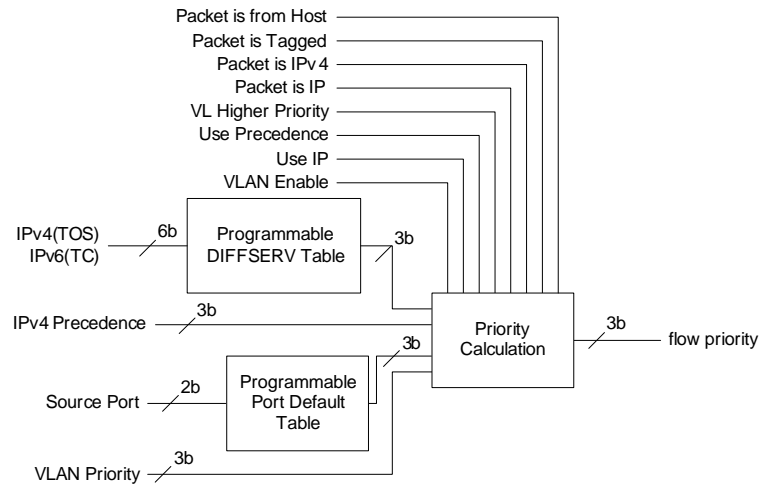 Packet is from Host
Packet is Tagged
Packet is IPv4
Packet is IP
VL Higher Priority
Use Precedence
Use IP
VLAN Enable
IPv4(TOS)
IPv6(TC)
6b
Programmable
DIFFSERV Table
3b
IPv4 Precedence
3b
3b
Priority
Calculation
3b
flow priority
Source Port
2b
Programmable
Port Default
Table
VLAN Priority
3b